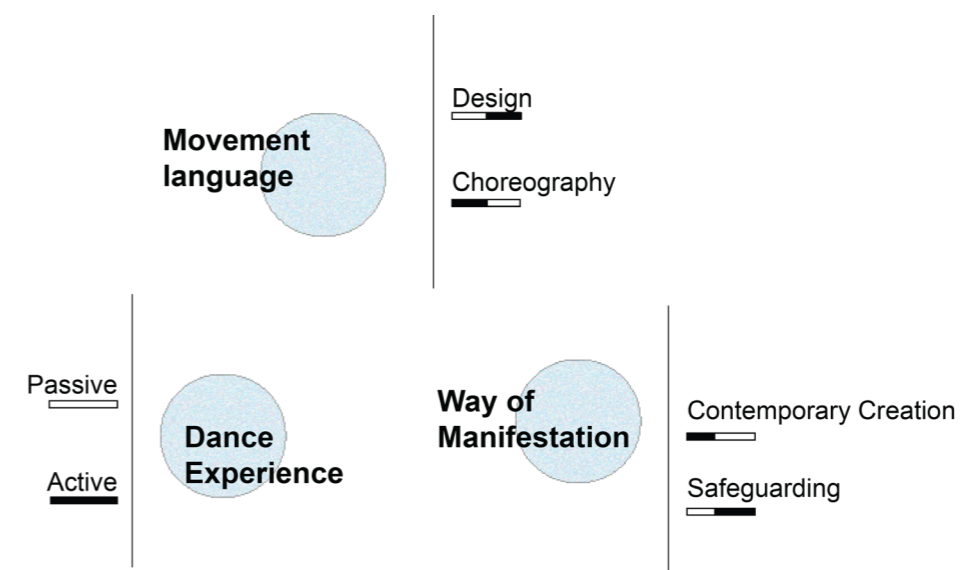 Design
Movement
language
Choreography
Passive
Active
Dance
Experience
Way of
Manifestation
Contemporary Creation
Safeguarding